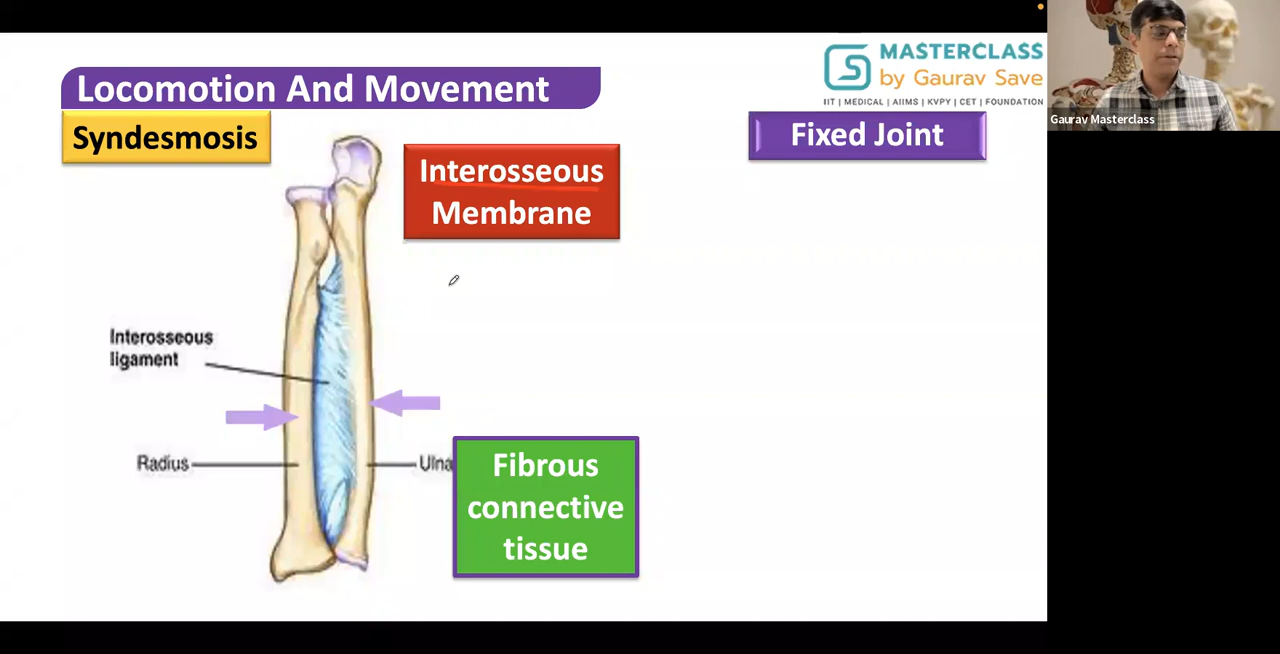 Locomotion And Movement
MASTERCLASS
by Gaurav Save
IIT | MEDICAL | AIIMS | KVPY | CET | FOUNDATION
Gaurav Masterclass
Syndesmosis
Fixed Joint
Interosseous
Membrane
Interosseous
ligament
Radius
Ulna
Fibrous
connective
tissue